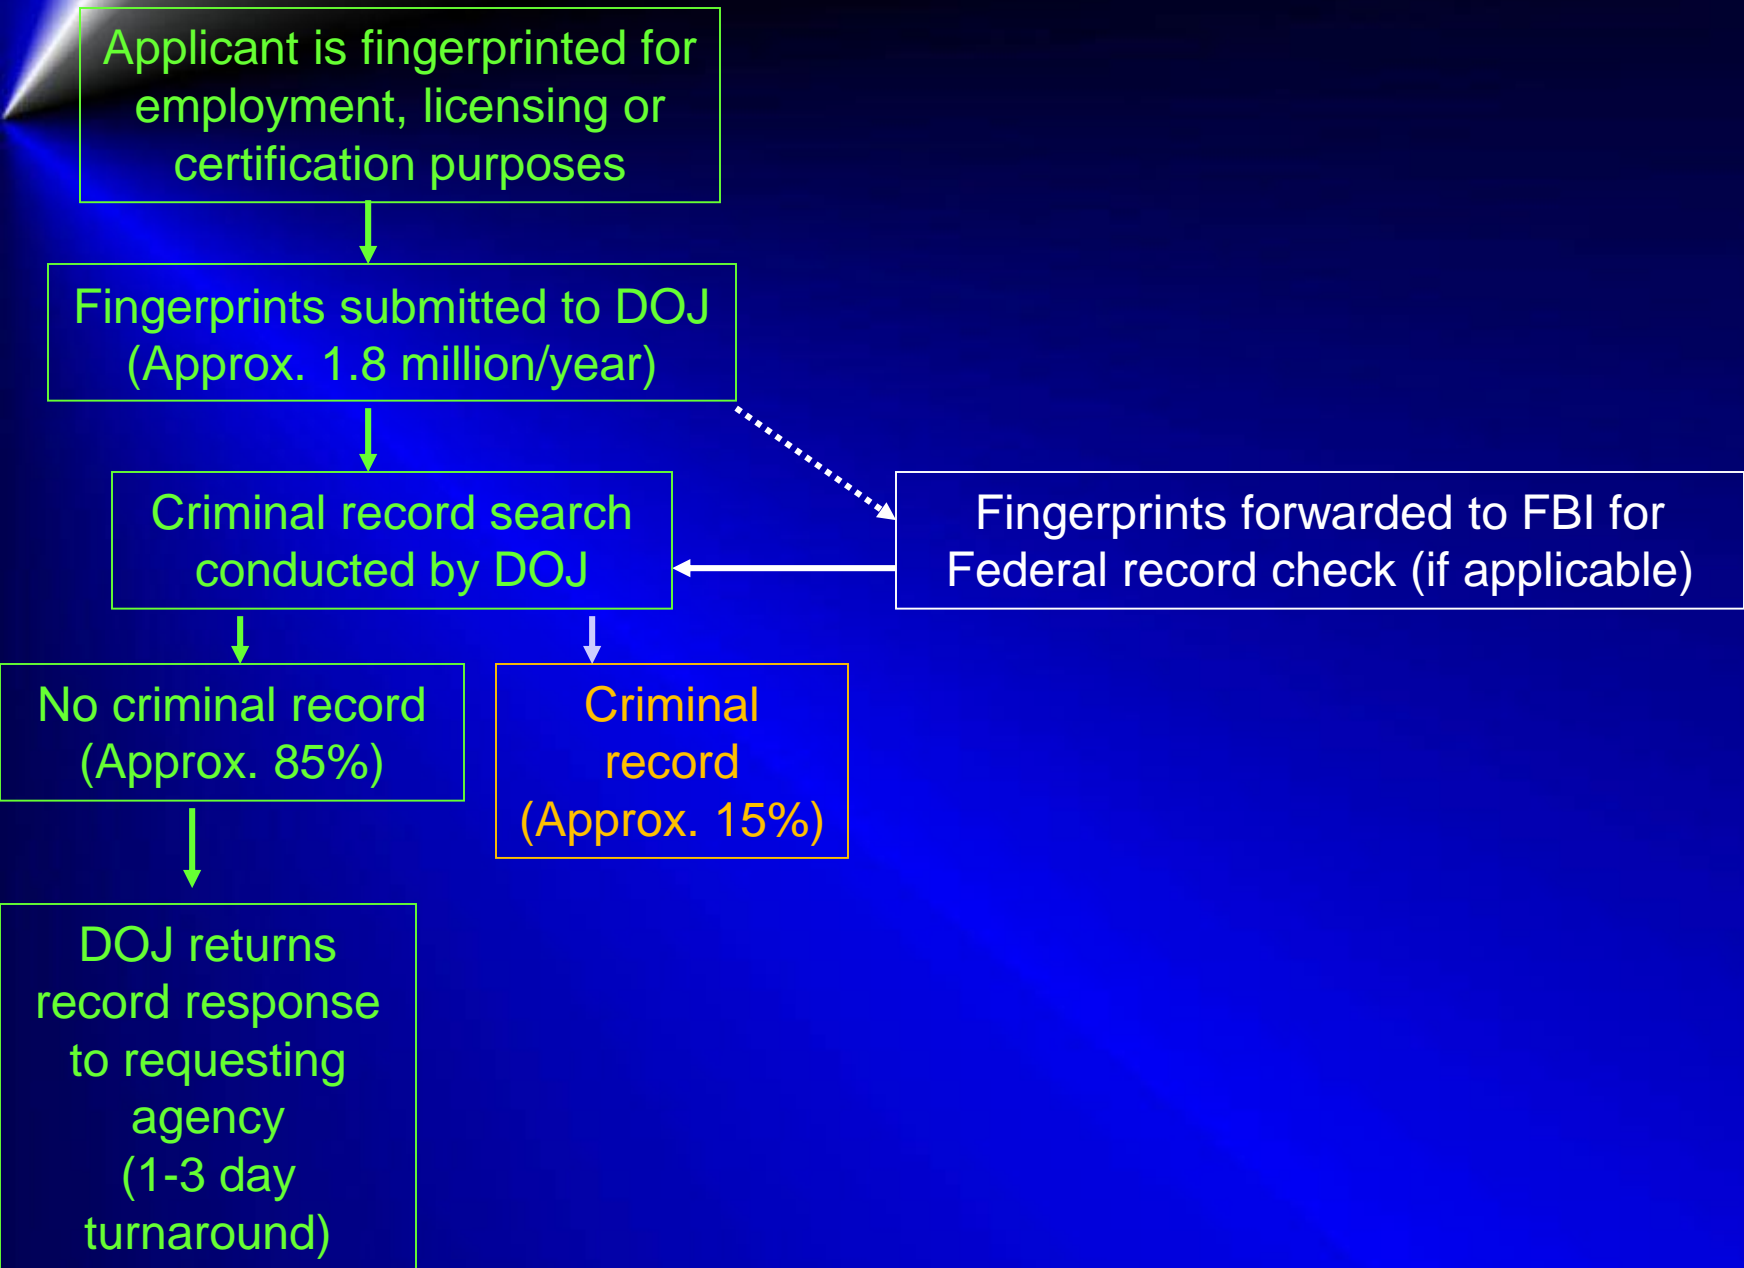 Applicant is fingerprinted for
employment, licensing or
certification purposes
Fingerprints submitted to DOJ
(Approx. 1.8 million/year)
Criminal record search
conducted by DOJ
Fingerprints forwarded to FBI for
Federal record check (if applicable)
No criminal record
(Approx. 85%)
Criminal
record
(Approx. 15%)
DOJ returns
record response
to requesting
agency
(1-3 day
turnaround)